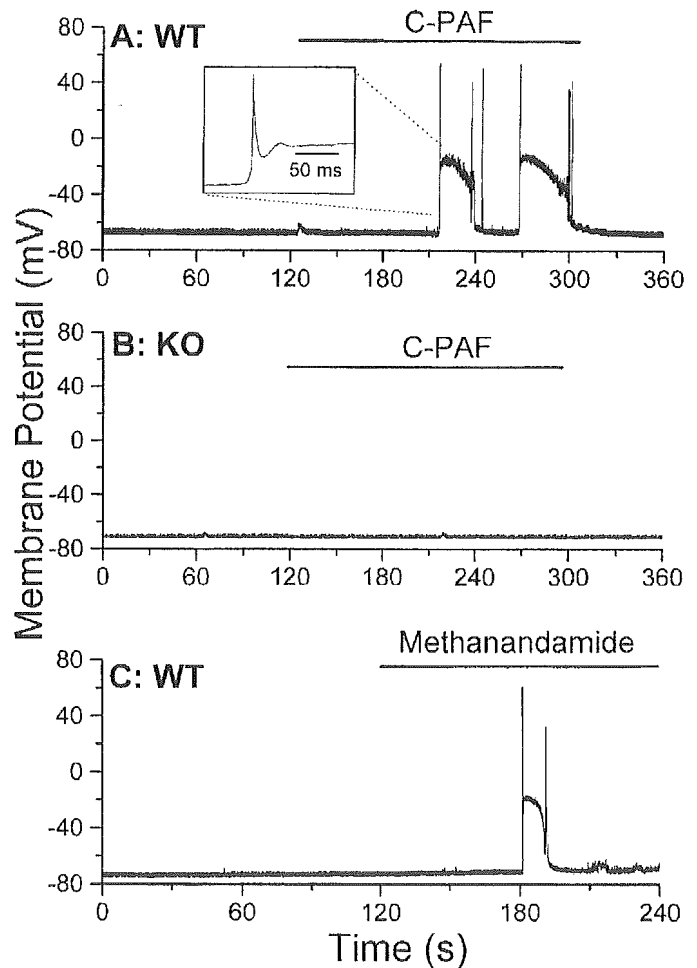 C-PAF
A: WT
80
40
0
-40
-80
50 ms
0 60 120 180 240 300 360
C-PAF
B: KO
80
40
0
-40
-80
0 60 120 180 240 300 360
Methanandamide
C: WT
80
40
0
-40
-80
0 60 120 180 240
Membrane Potential (mV)
Time (s)